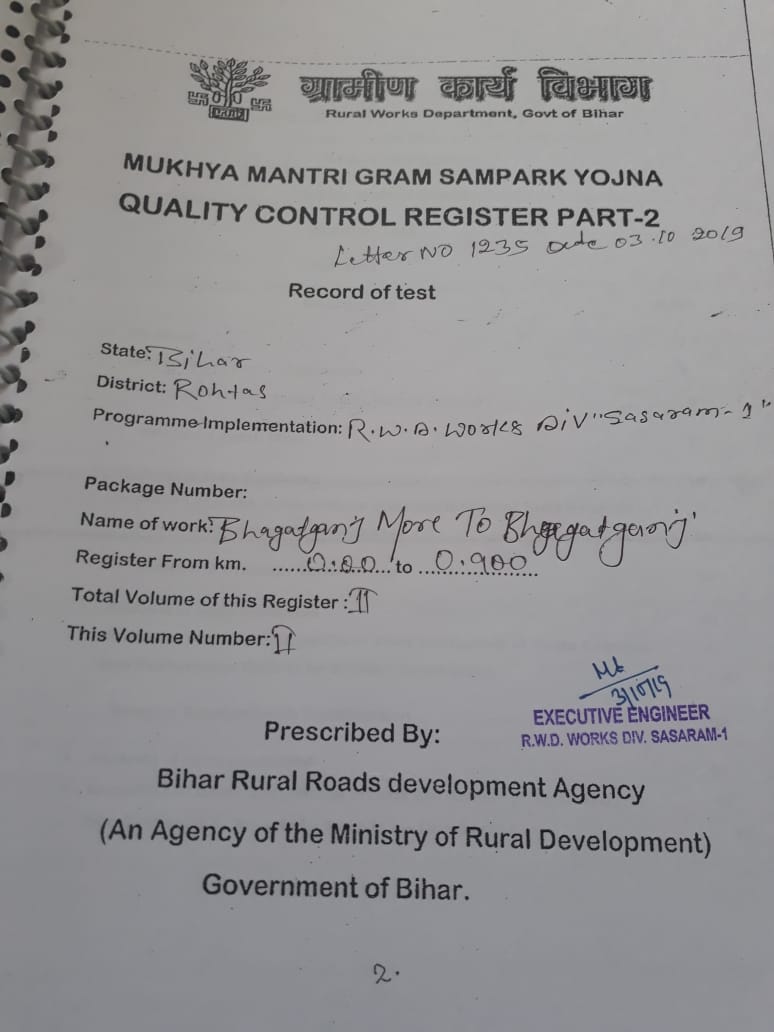 ग्रामीण कार्य विभाग
Rural Works Department, Govt of Bihar
MUKHYA MANTRI GRAM SAMPARK YOJNA
QUALITY CONTROL REGISTER PART-2
Letter NO 1235 Date 03.10 2019
Record of test
State: Bihar
District: Rohtas
Programme Implementation: R.W.D. Works Div "Sasaram-1"
Package Number:
Name of work: Bhagatganj More To Bhagatganj
Register From km. ......0.00...to...0.900......
Total Volume of this Register : II
This Volume Number: II
3/10/19
EXECUTIVE ENGINEER
R.W.D. WORKS DIV. SASARAM-1
Prescribed By:
Bihar Rural Roads development Agency
(An Agency of the Ministry of Rural Development)
Government of Bihar.
2.